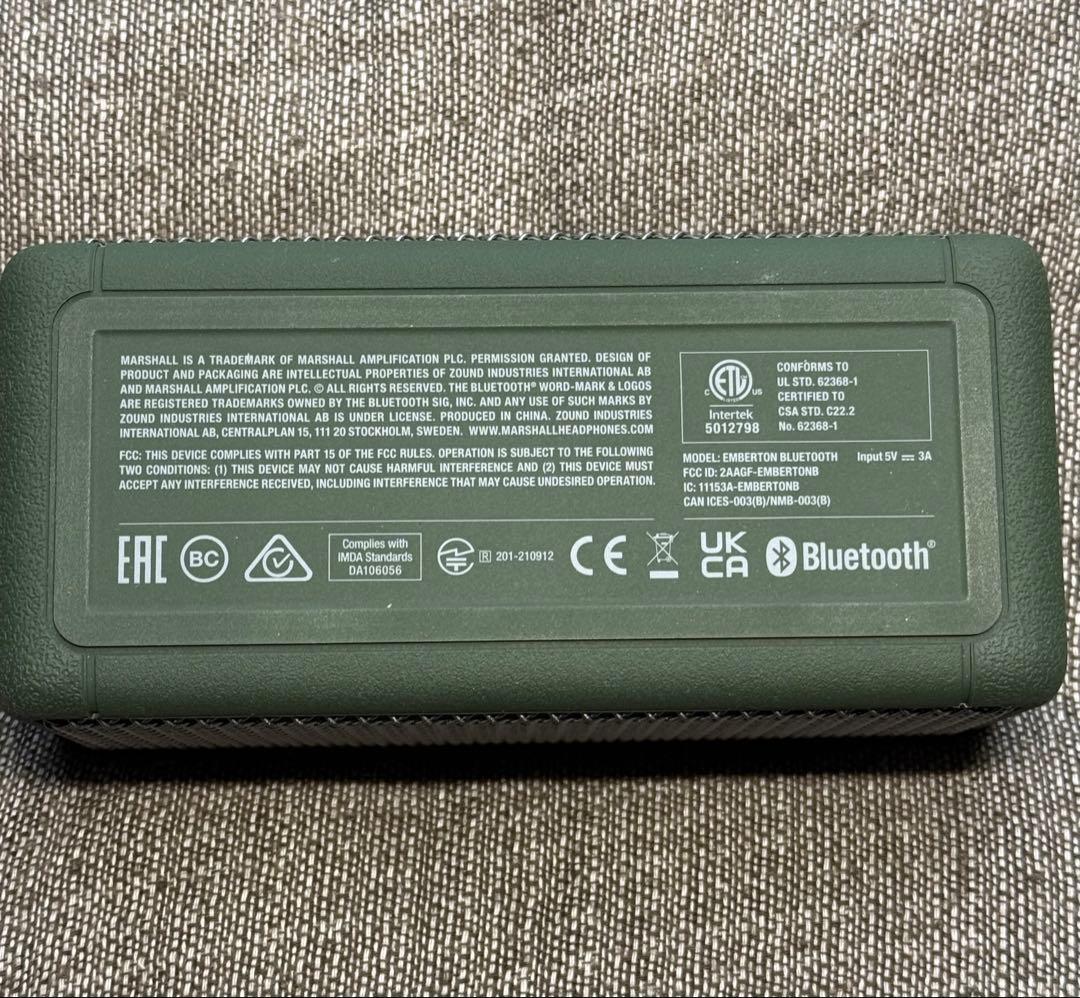 MARSHALL IS A TRADEMARK OF MARSHALL AMPLIFICATION PLC. PERMISSION GRANTED. DESIGN OF
PRODUCT AND PACKAGING ARE INTELLECTUAL PROPERTIES OF ZOUND INDUSTRIES INTERNATIONAL AB
AND MARSHALL AMPLIFICATION PLC. © ALL RIGHTS RESERVED. THE BLUETOOTH® WORD-MARK & LOGOS
ARE REGISTERED TRADEMARKS OWNED BY THE BLUETOOTH SIG, INC. AND ANY USE OF SUCH MARKS BY
ZOUND INDUSTRIES INTERNATIONAL AB IS UNDER LICENSE. PRODUCED IN CHINA. ZOUND INDUSTRIES
INTERNATIONAL AB, CENTRALPLAN 15, 111 20 STOCKHOLM, SWEDEN. WWW.MARSHALLHEADPHONES.COM
FCC: THIS DEVICE COMPLIES WITH PART 15 OF THE FCC RULES. OPERATION IS SUBJECT TO THE FOLLOWING
TWO CONDITIONS: (1) THIS DEVICE MAY NOT CAUSE HARMFUL INTERFERENCE AND (2) THIS DEVICE MUST
ACCEPT ANY INTERFERENCE RECEIVED, INCLUDING INTERFERENCE THAT MAY CAUSE UNDESIRED OPERATION.
C ETL US
Intertek
5012798
CONFORMS TO
UL STD. 62368-1
CERTIFIED TO
CSA STD. C22.2
No. 62368-1
MODEL: EMBERTON BLUETOOTH Input 5V ⎓ 3A
FCC ID: 2AAGF-EMBERTONB
IC: 11153A-EMBERTONB
CAN ICES-003(B)/NMB-003(B)
EAC
BC
Complies with
IMDA Standards
DA106056
R 201-210912
CE
UK
CA
Bluetooth®